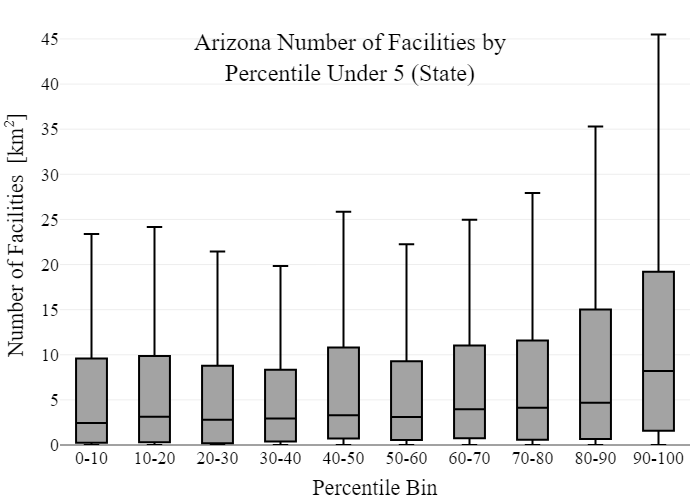 Arizona Number of Facilities by
Percentile Under 5 (State)
Number of Facilities [km²]
45
40
35
30
25
20
15
10
5
0
0-10 10-20 20-30 30-40 40-50 50-60 60-70 70-80 80-90 90-100
Percentile Bin